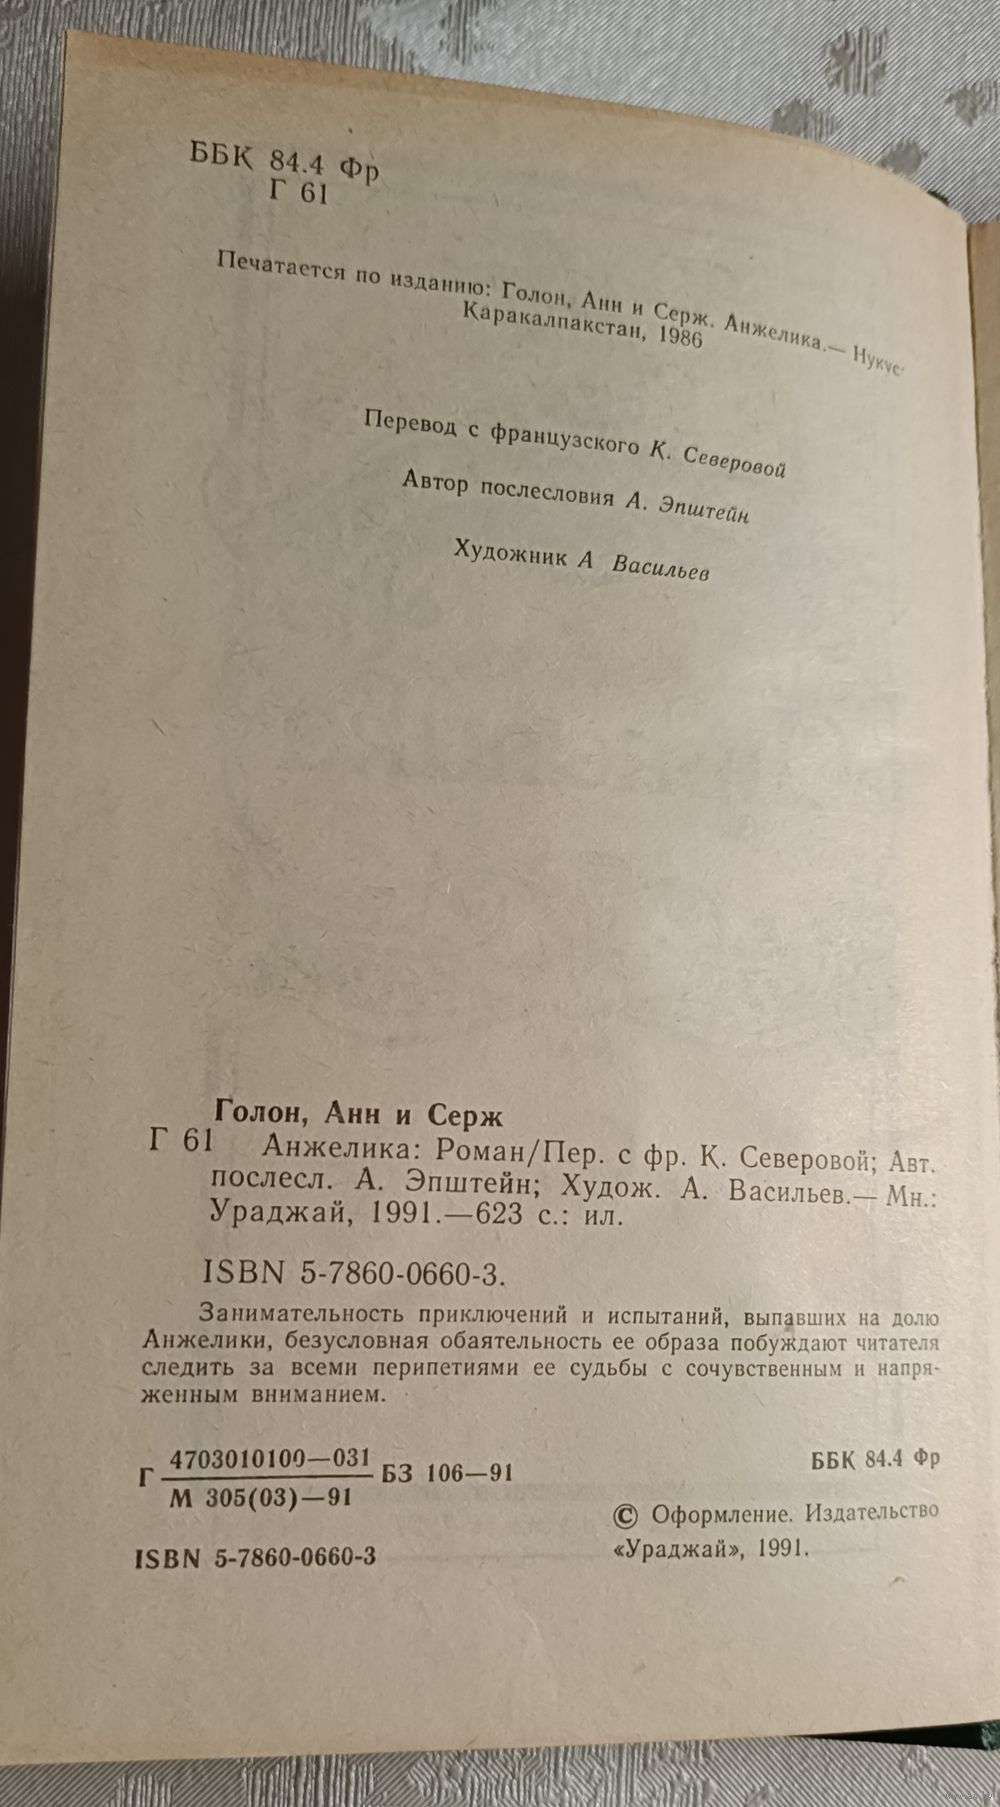 ББК 84.4 Фр
Г 61
Печатается по изданию: Голон, Анн и Серж. Анжелика.— Нукус:
Каракалпакстан, 1986
Перевод с французского К. Северовой
Автор послесловия А. Эпштейн
Художник А Васильев
Голон, Анн и Серж
Г 61 Анжелика: Роман/Пер. с фр. К. Северовой; Авт.
послесл. А. Эпштейн; Худож. А. Васильев.— Мн.:
Ураджай, 1991.—623 с.: ил.
ISBN 5-7860-0660-3.
Занимательность приключений и испытаний, выпавших на долю
Анжелики, безусловная обаятельность ее образа побуждают читателя
следить за всеми перипетиями ее судьбы с сочувственным и напря-
женным вниманием.
Г 4703010100—031
М 305(03)—91
БЗ 106—91
ББК 84.4 Фр
ISBN 5-7860-0660-3
© Оформление. Издательство
«Ураджай», 1991.